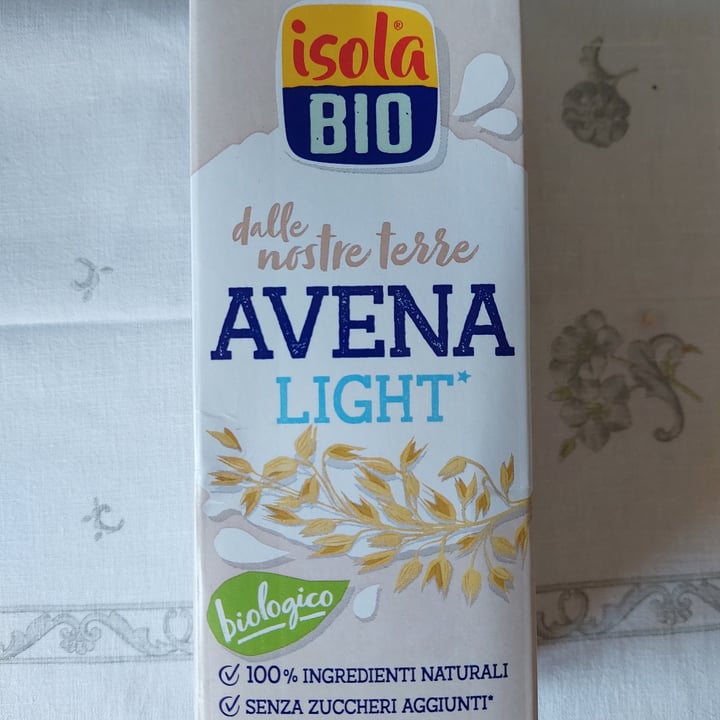 isola®
BIO
dalle
nostre terre
AVENA
LIGHT*
biologico
100% INGREDIENTI NATURALI
SENZA ZUCCHERI AGGIUNTI*